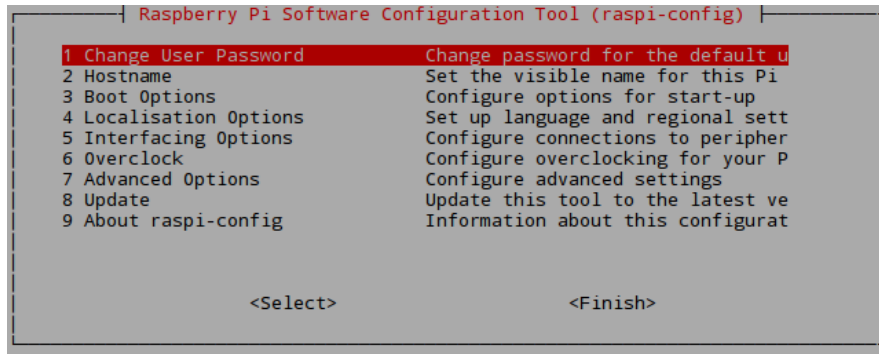 Raspberry Pi Software Configuration Tool (raspi-config)
1 Change User Password Change password for the default u
2 Hostname Set the visible name for this Pi
3 Boot Options Configure options for start-up
4 Localisation Options Set up language and regional sett
5 Interfacing Options Configure connections to peripher
6 Overclock Configure overclocking for your P
7 Advanced Options Configure advanced settings
8 Update Update this tool to the latest ve
9 About raspi-config Information about this configurat
<Select> <Finish>